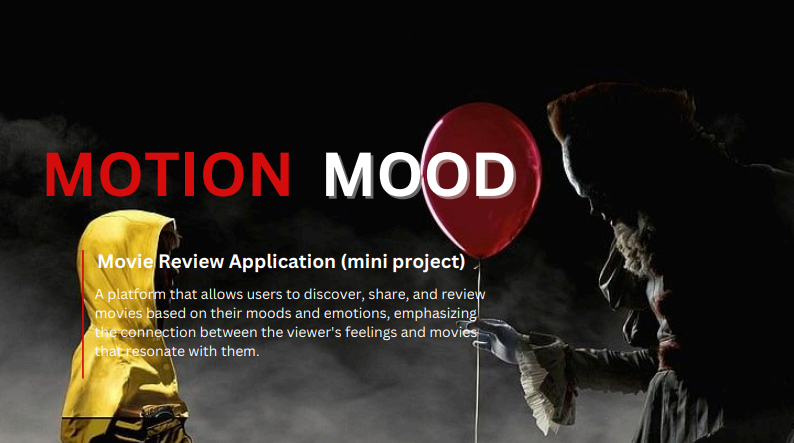 MOTION MOOD
Movie Review Application (mini project)
A platform that allows users to discover, share, and review
movies based on their moods and emotions, emphasizing
the connection between the viewer's feelings and movies
that resonate with them.